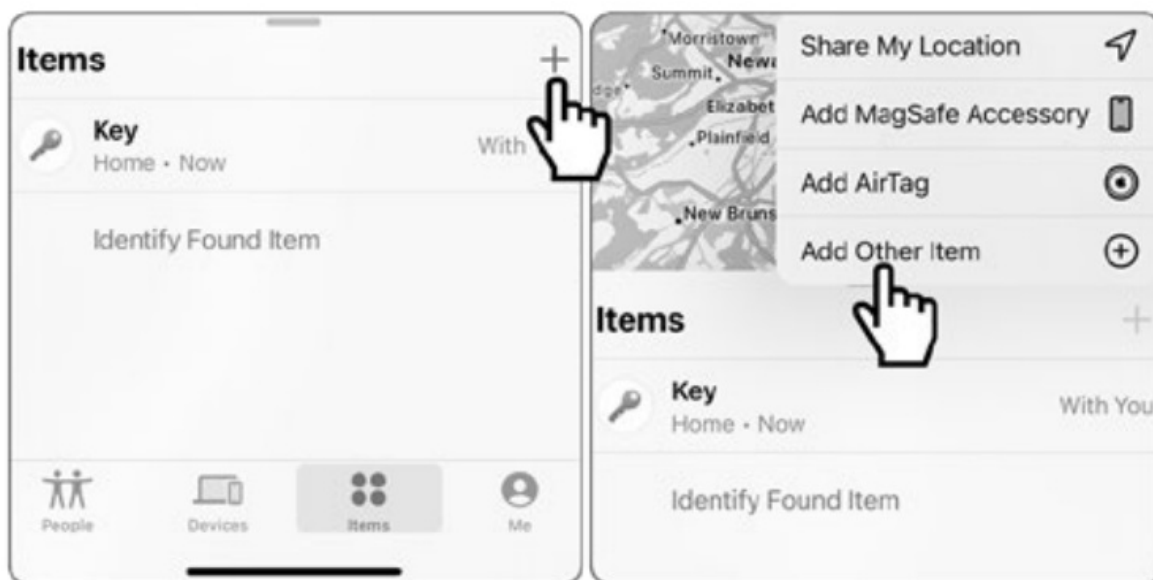 Items
Key
Home • Now
With
Identify Found Item
People
Devices
Items
Me
Morristown
Summit
Newa
dge
Elizabet
Plainfield
New Bruns
Share My Location
Add MagSafe Accessory
Add AirTag
Add Other Item
Items
Key
Home • Now
With You
Identify Found Item